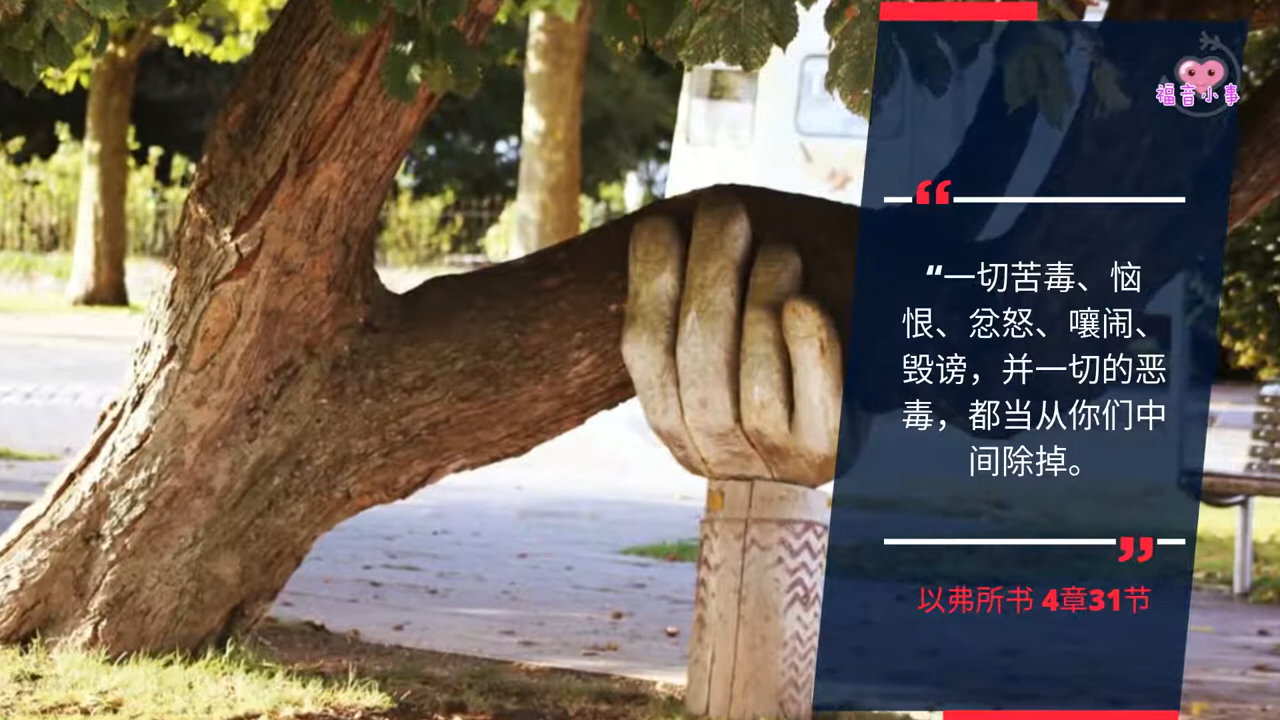 福音小事
“一切苦毒、恼
恨、忿怒、嚷闹、
毁谤，并一切的恶
毒，都当从你们中
间除掉。
以弗所书 4章31节